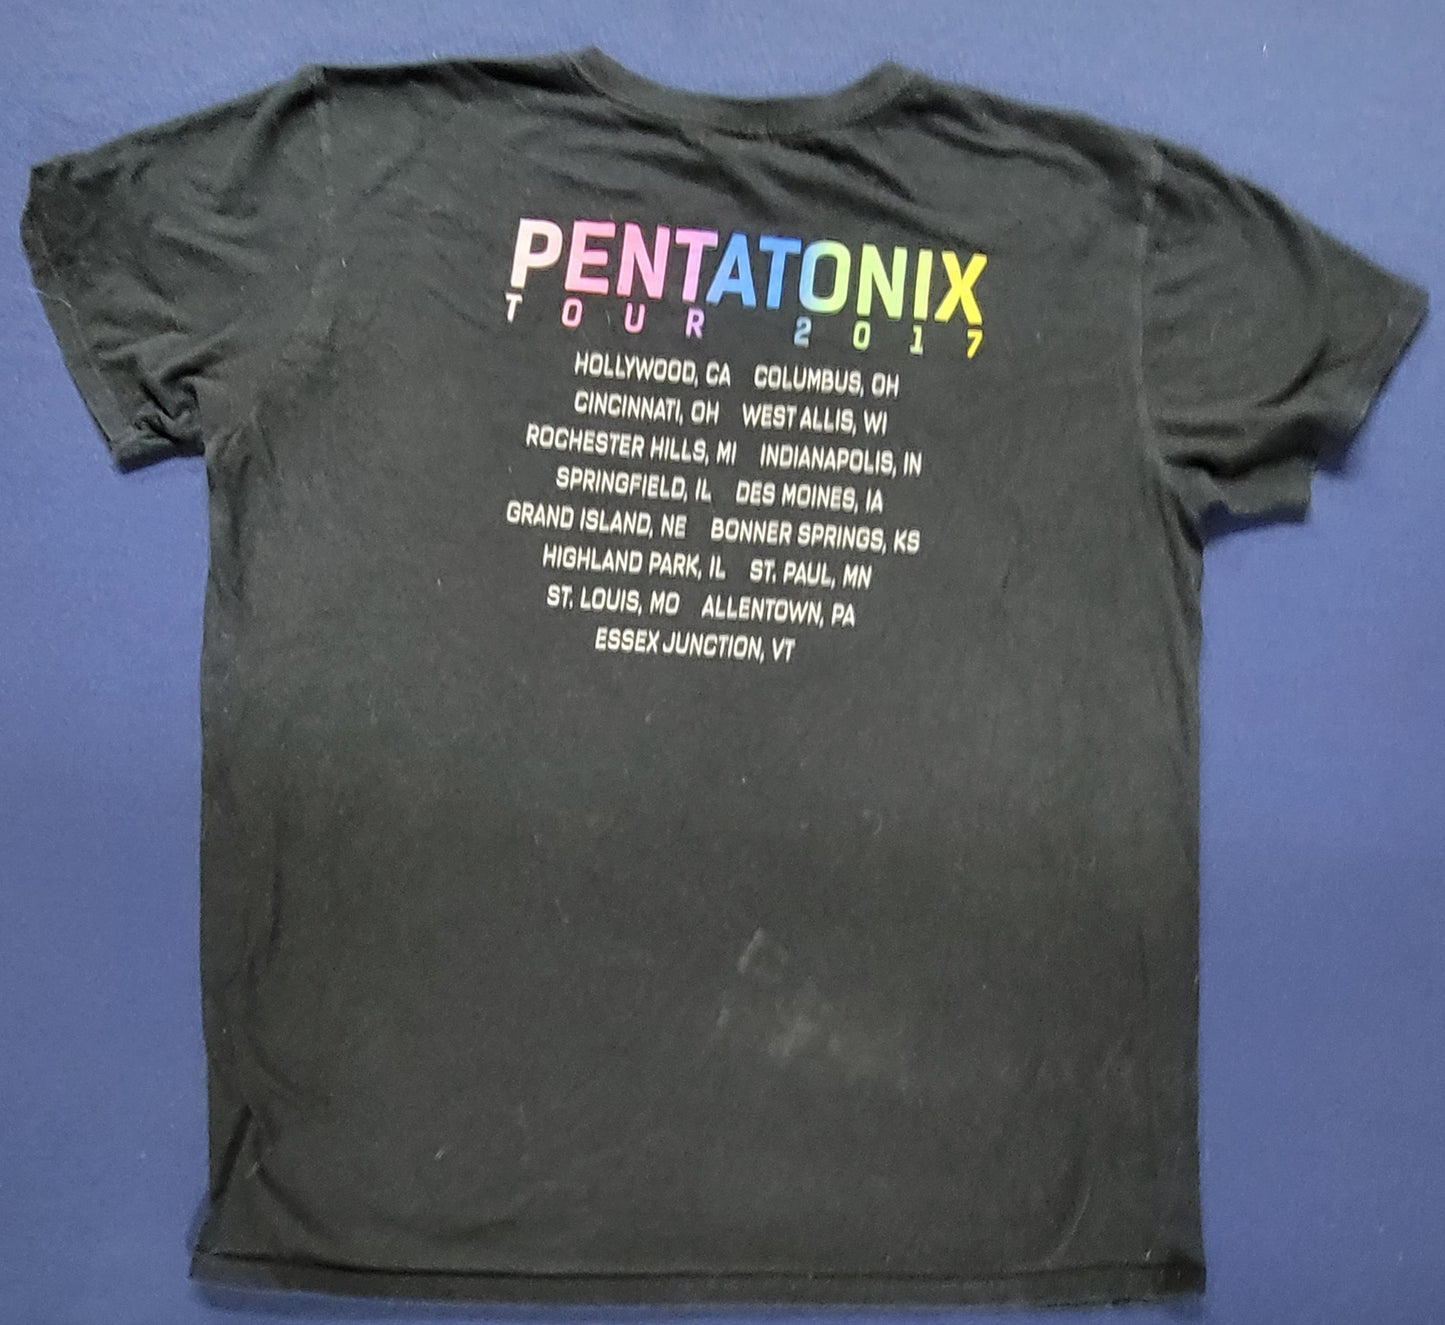 PENTATONIX
TOUR 2017
HOLLYWOOD, CA COLUMBUS, OH
CINCINNATI, OH WEST ALLIS, WI
ROCHESTER HILLS, MI INDIANAPOLIS, IN
SPRINGFIELD, IL DES MOINES, IA
GRAND ISLAND, NE BONNER SPRINGS, KS
HIGHLAND PARK, IL ST. PAUL, MN
ST. LOUIS, MO ALLENTOWN, PA
ESSEX JUNCTION, VT